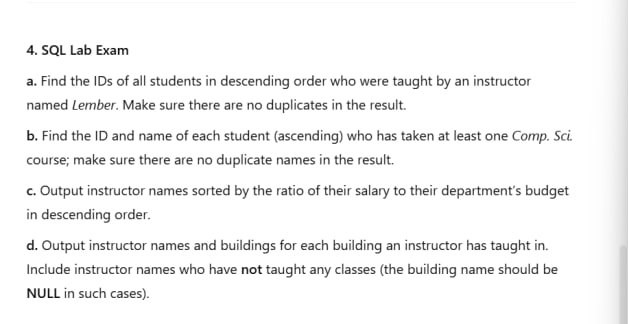 4. SQL Lab Exam
a. Find the IDs of all students in descending order who were taught by an instructor
named Lember. Make sure there are no duplicates in the result.
b. Find the ID and name of each student (ascending) who has taken at least one Comp. Sci.
course; make sure there are no duplicate names in the result.
c. Output instructor names sorted by the ratio of their salary to their department's budget
in descending order.
d. Output instructor names and buildings for each building an instructor has taught in.
Include instructor names who have not taught any classes (the building name should be
NULL in such cases).